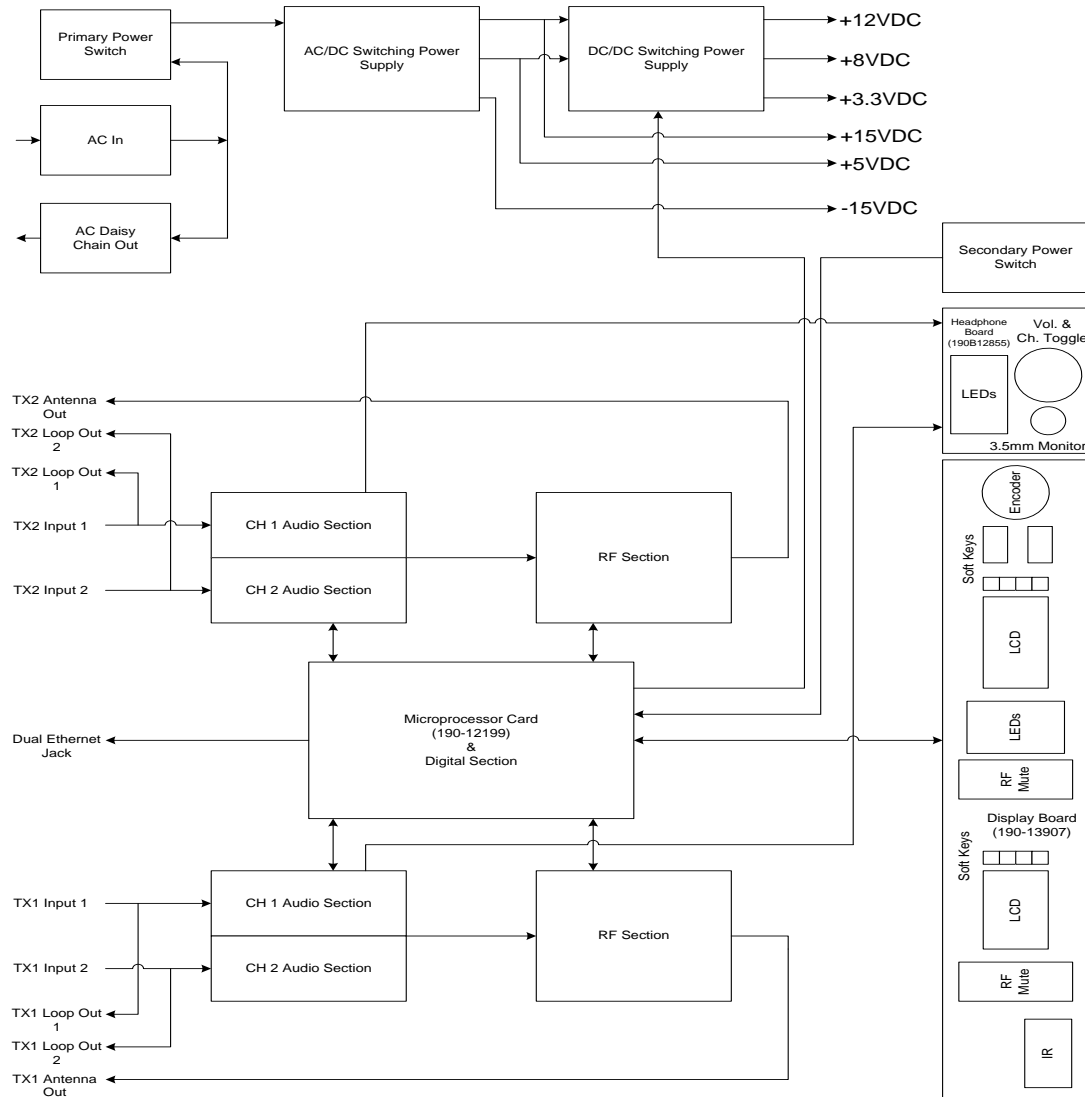 Primary Power
Switch
AC/DC Switching Power
Supply
DC/DC Switching Power
Supply
+12VDC
+8VDC
+3.3VDC
+15VDC
+5VDC
-15VDC
AC In
AC Daisy
Chain Out
Secondary Power
Switch
Headphone
Board
(190B12855)
Vol. &
Ch. Toggle
LEDs
3.5mm Monitor
TX2 Antenna
Out
TX2 Loop Out
2
TX2 Loop Out
1
TX2 Input 1
TX2 Input 2
CH 1 Audio Section
CH 2 Audio Section
RF Section
Encoder
Soft Keys
LCD
LEDs
RF
Mute
Microprocessor Card
(190-12199)
&
Digital Section
Dual Ethernet
Jack
Display Board
(190-13907)
Soft Keys
LCD
RF
Mute
IR
TX1 Input 1
TX1 Input 2
CH 1 Audio Section
CH 2 Audio Section
RF Section
TX1 Loop Out
1
TX1 Loop Out
2
TX1 Antenna
Out